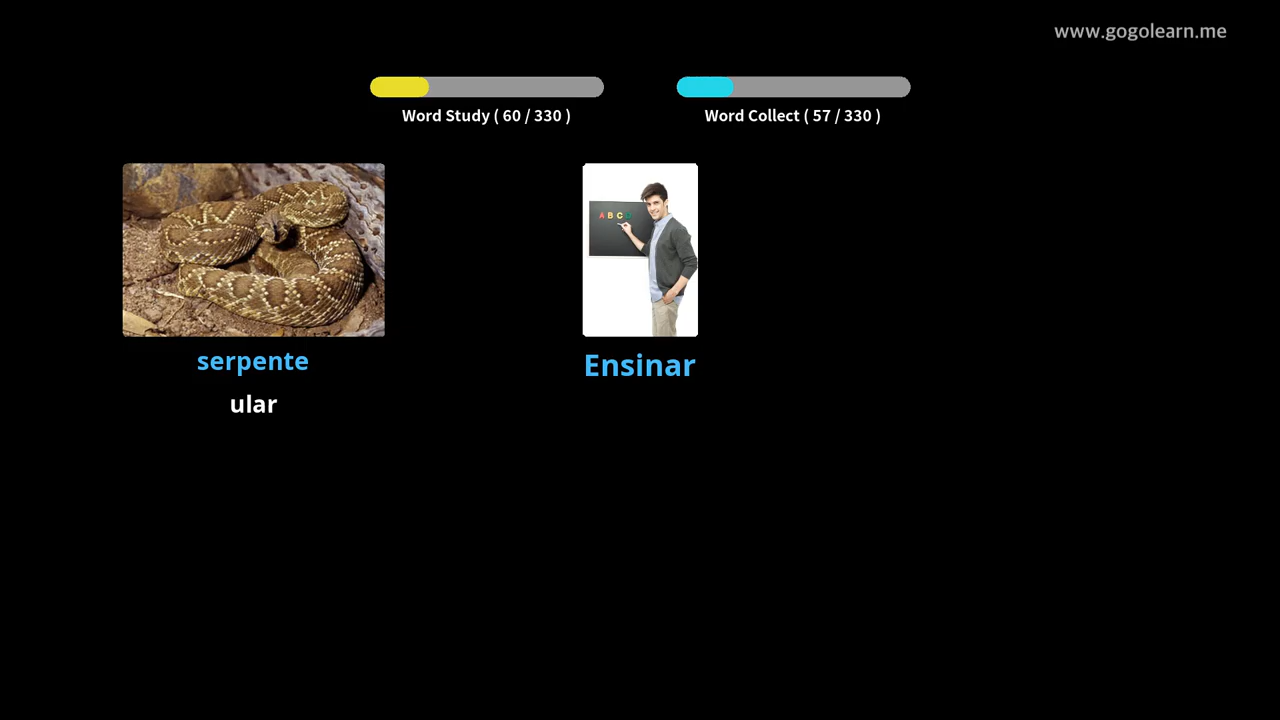 www.gogolearn.me
Word Study ( 60 / 330 )
Word Collect ( 57 / 330 )
A B C D
serpente
Ensinar
ular